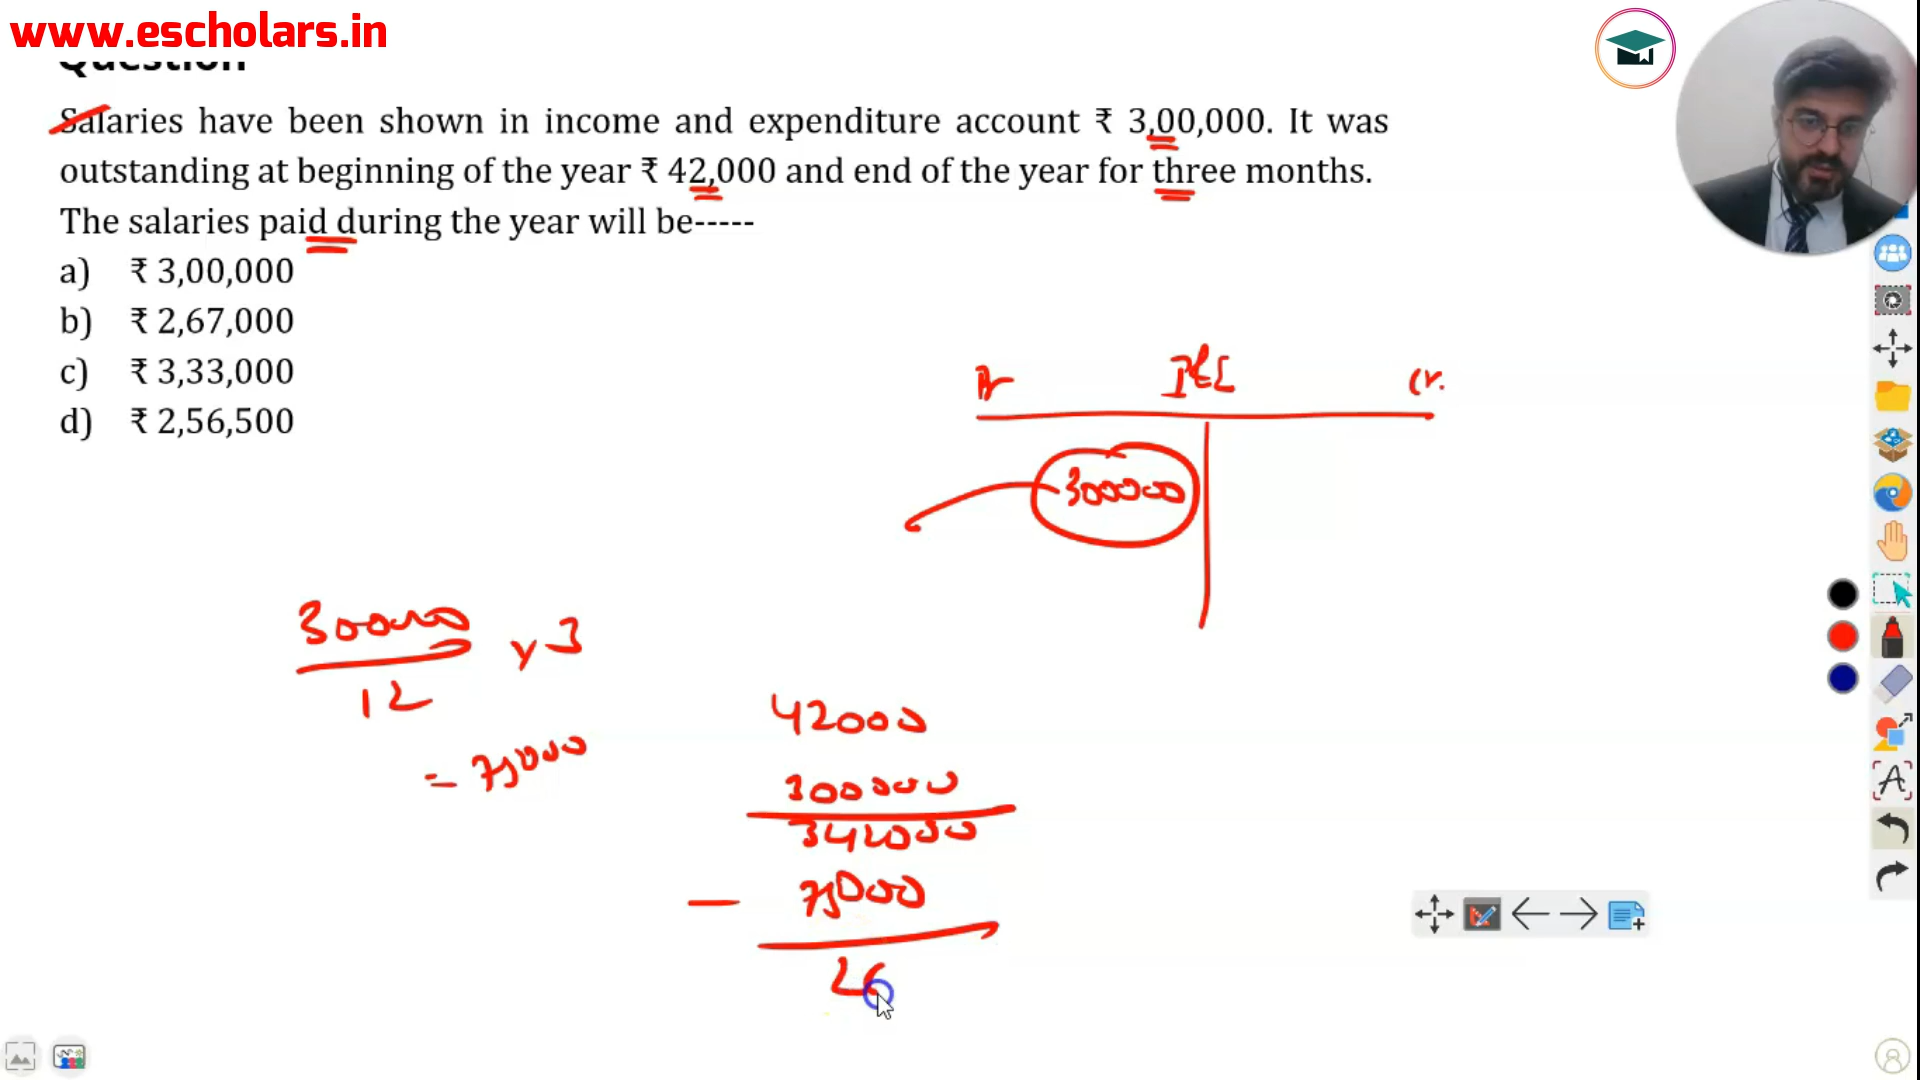 www.escholars.in
Question
Salaries have been shown in income and expenditure account ₹ 3,00,000. It was
outstanding at beginning of the year ₹ 42,000 and end of the year for three months.
The salaries paid during the year will be-----
a) ₹ 3,00,000
b) ₹ 2,67,000
c) ₹ 3,33,000
d) ₹ 2,56,500
Dr I&E Cr.
300000
300000
12
x 3
= 75000
42000
300000
342000
- 75000
26